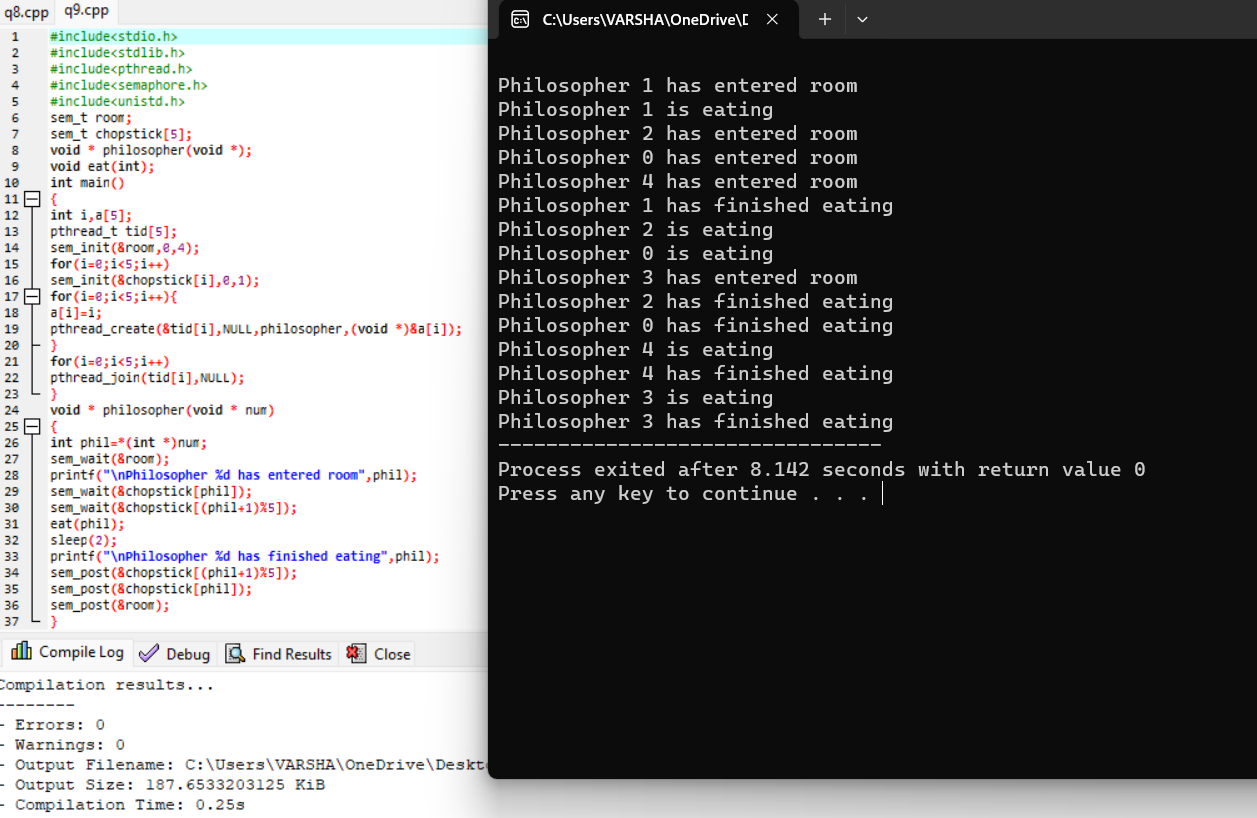 q8.cpp q9.cpp
1 #include<stdio.h>
2 #include<stdlib.h>
3 #include<pthread.h>
4 #include<semaphore.h>
5 #include<unistd.h>
6 sem_t room;
7 sem_t chopstick[5];
8 void * philosopher(void *);
9 void eat(int);
10 int main()
11 {
12 int i,a[5];
13 pthread_t tid[5];
14 sem_init(&room,0,4);
15 for(i=0;i<5;i++)
16 sem_init(&chopstick[i],0,1);
17 for(i=0;i<5;i++){
18 a[i]=i;
19 pthread_create(&tid[i],NULL,philosopher,(void *)&a[i]);
20 }
21 for(i=0;i<5;i++)
22 pthread_join(tid[i],NULL);
23 }
24 void * philosopher(void * num)
25 {
26 int phil=*(int *)num;
27 sem_wait(&room);
28 printf("\nPhilosopher %d has entered room",phil);
29 sem_wait(&chopstick[phil]);
30 sem_wait(&chopstick[(phil+1)%5]);
31 eat(phil);
32 sleep(2);
33 printf("\nPhilosopher %d has finished eating",phil);
34 sem_post(&chopstick[(phil+1)%5]);
35 sem_post(&chopstick[phil]);
36 sem_post(&room);
37 }
Compile Log Debug Find Results Close
Compilation results...
--------
- Errors: 0
- Warnings: 0
- Output Filename: C:\Users\VARSHA\OneDrive\Deskt
- Output Size: 187.6533203125 KiB
- Compilation Time: 0.25s
C:\Users\VARSHA\OneDrive\D
Philosopher 1 has entered room
Philosopher 1 is eating
Philosopher 2 has entered room
Philosopher 0 has entered room
Philosopher 4 has entered room
Philosopher 1 has finished eating
Philosopher 2 is eating
Philosopher 0 is eating
Philosopher 3 has entered room
Philosopher 2 has finished eating
Philosopher 0 has finished eating
Philosopher 4 is eating
Philosopher 4 has finished eating
Philosopher 3 is eating
Philosopher 3 has finished eating
--------------------------------
Process exited after 8.142 seconds with return value 0
Press any key to continue . . .